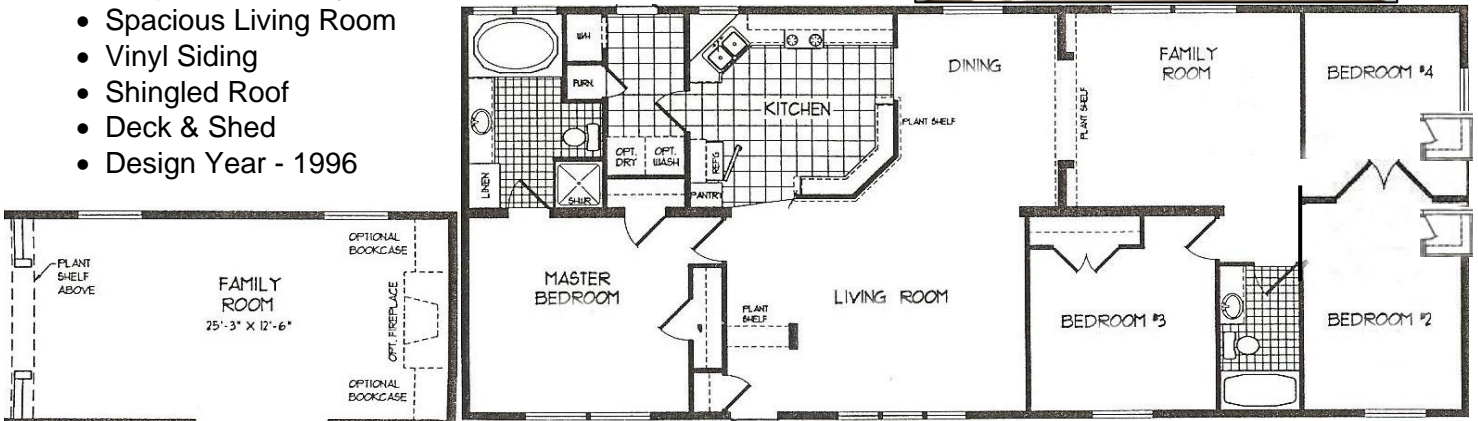 • Spacious Living Room
• Vinyl Siding
• Shingled Roof
• Deck & Shed
• Design Year - 1996
PLANT
SHELF
ABOVE
FAMILY
ROOM
25'-3" X 12'-6"
OPTIONAL
BOOKCASE
OPT. FIREPLACE
OPTIONAL
BOOKCASE
W/H
FURN.
LINEN
SHWR
OPT.
DRY
OPT.
WASH
REFG
PANTRY
KITCHEN
DINING
PLANT SHELF
PLANT SHELF
FAMILY
ROOM
BEDROOM #4
MASTER
BEDROOM
PLANT
SHELF
LIVING ROOM
BEDROOM #3
BEDROOM #2